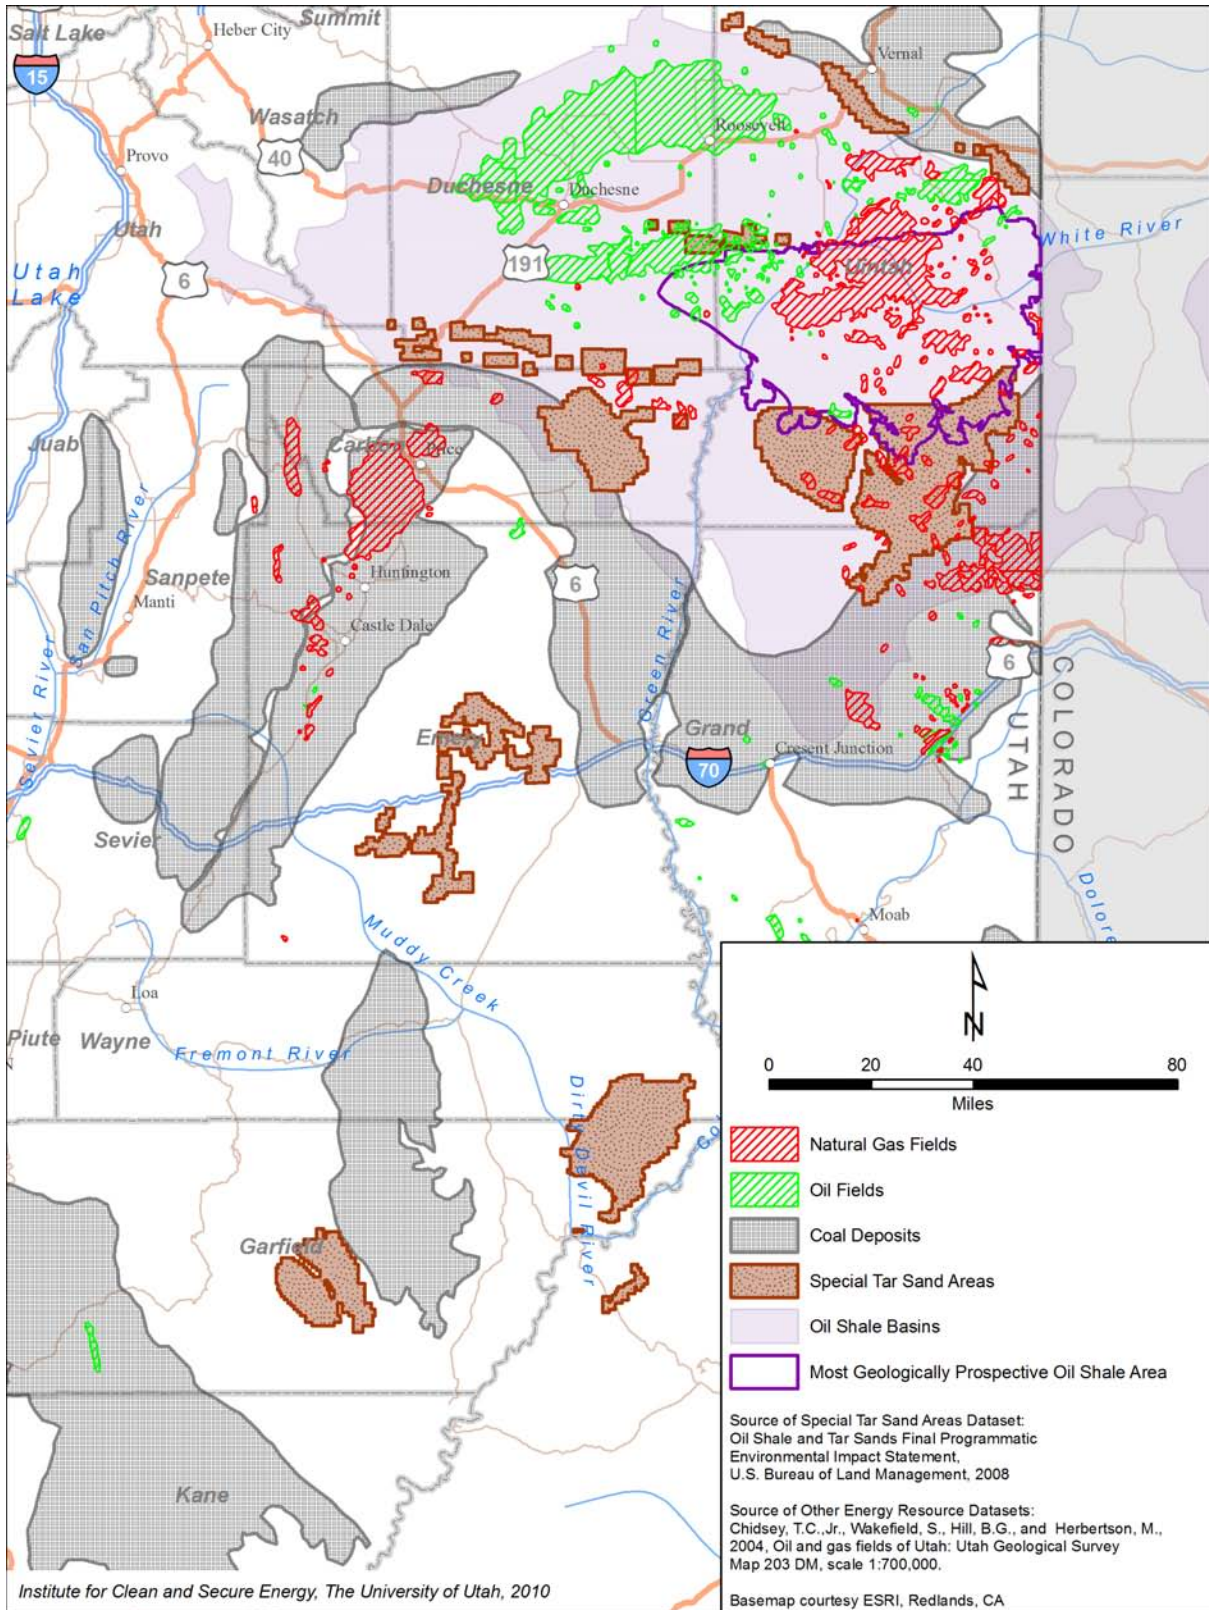 Salt Lake
Summit
Heber City
15
Vernal
Wasatch
40
Roosevelt
Provo
Duchesne
Duchesne
Utah
White River
6
191
Uintah
Utah
Lake
Juab
Carbon
Price
San Pitch River
Sanpete
Huntington
6
Manti
Castle Dale
Green River
6
COLORADO
UTAH
Sevier River
Emery
Grand
Cresent Junction
70
Sevier
Moab
Muddy Creek
Loa
Piute
Wayne
Fremont River
Dirty Devil River
Garfield
Kane
N
0 20 40 80
Miles
Natural Gas Fields
Oil Fields
Coal Deposits
Special Tar Sand Areas
Oil Shale Basins
Most Geologically Prospective Oil Shale Area
Source of Special Tar Sand Areas Dataset:
Oil Shale and Tar Sands Final Programmatic
Environmental Impact Statement,
U.S. Bureau of Land Management, 2008
Source of Other Energy Resource Datasets:
Chidsey, T.C.,Jr., Wakefield, S., Hill, B.G., and Herbertson, M.,
2004, Oil and gas fields of Utah: Utah Geological Survey
Map 203 DM, scale 1:700,000.
Basemap courtesy ESRI, Redlands, CA
Institute for Clean and Secure Energy, The University of Utah, 2010